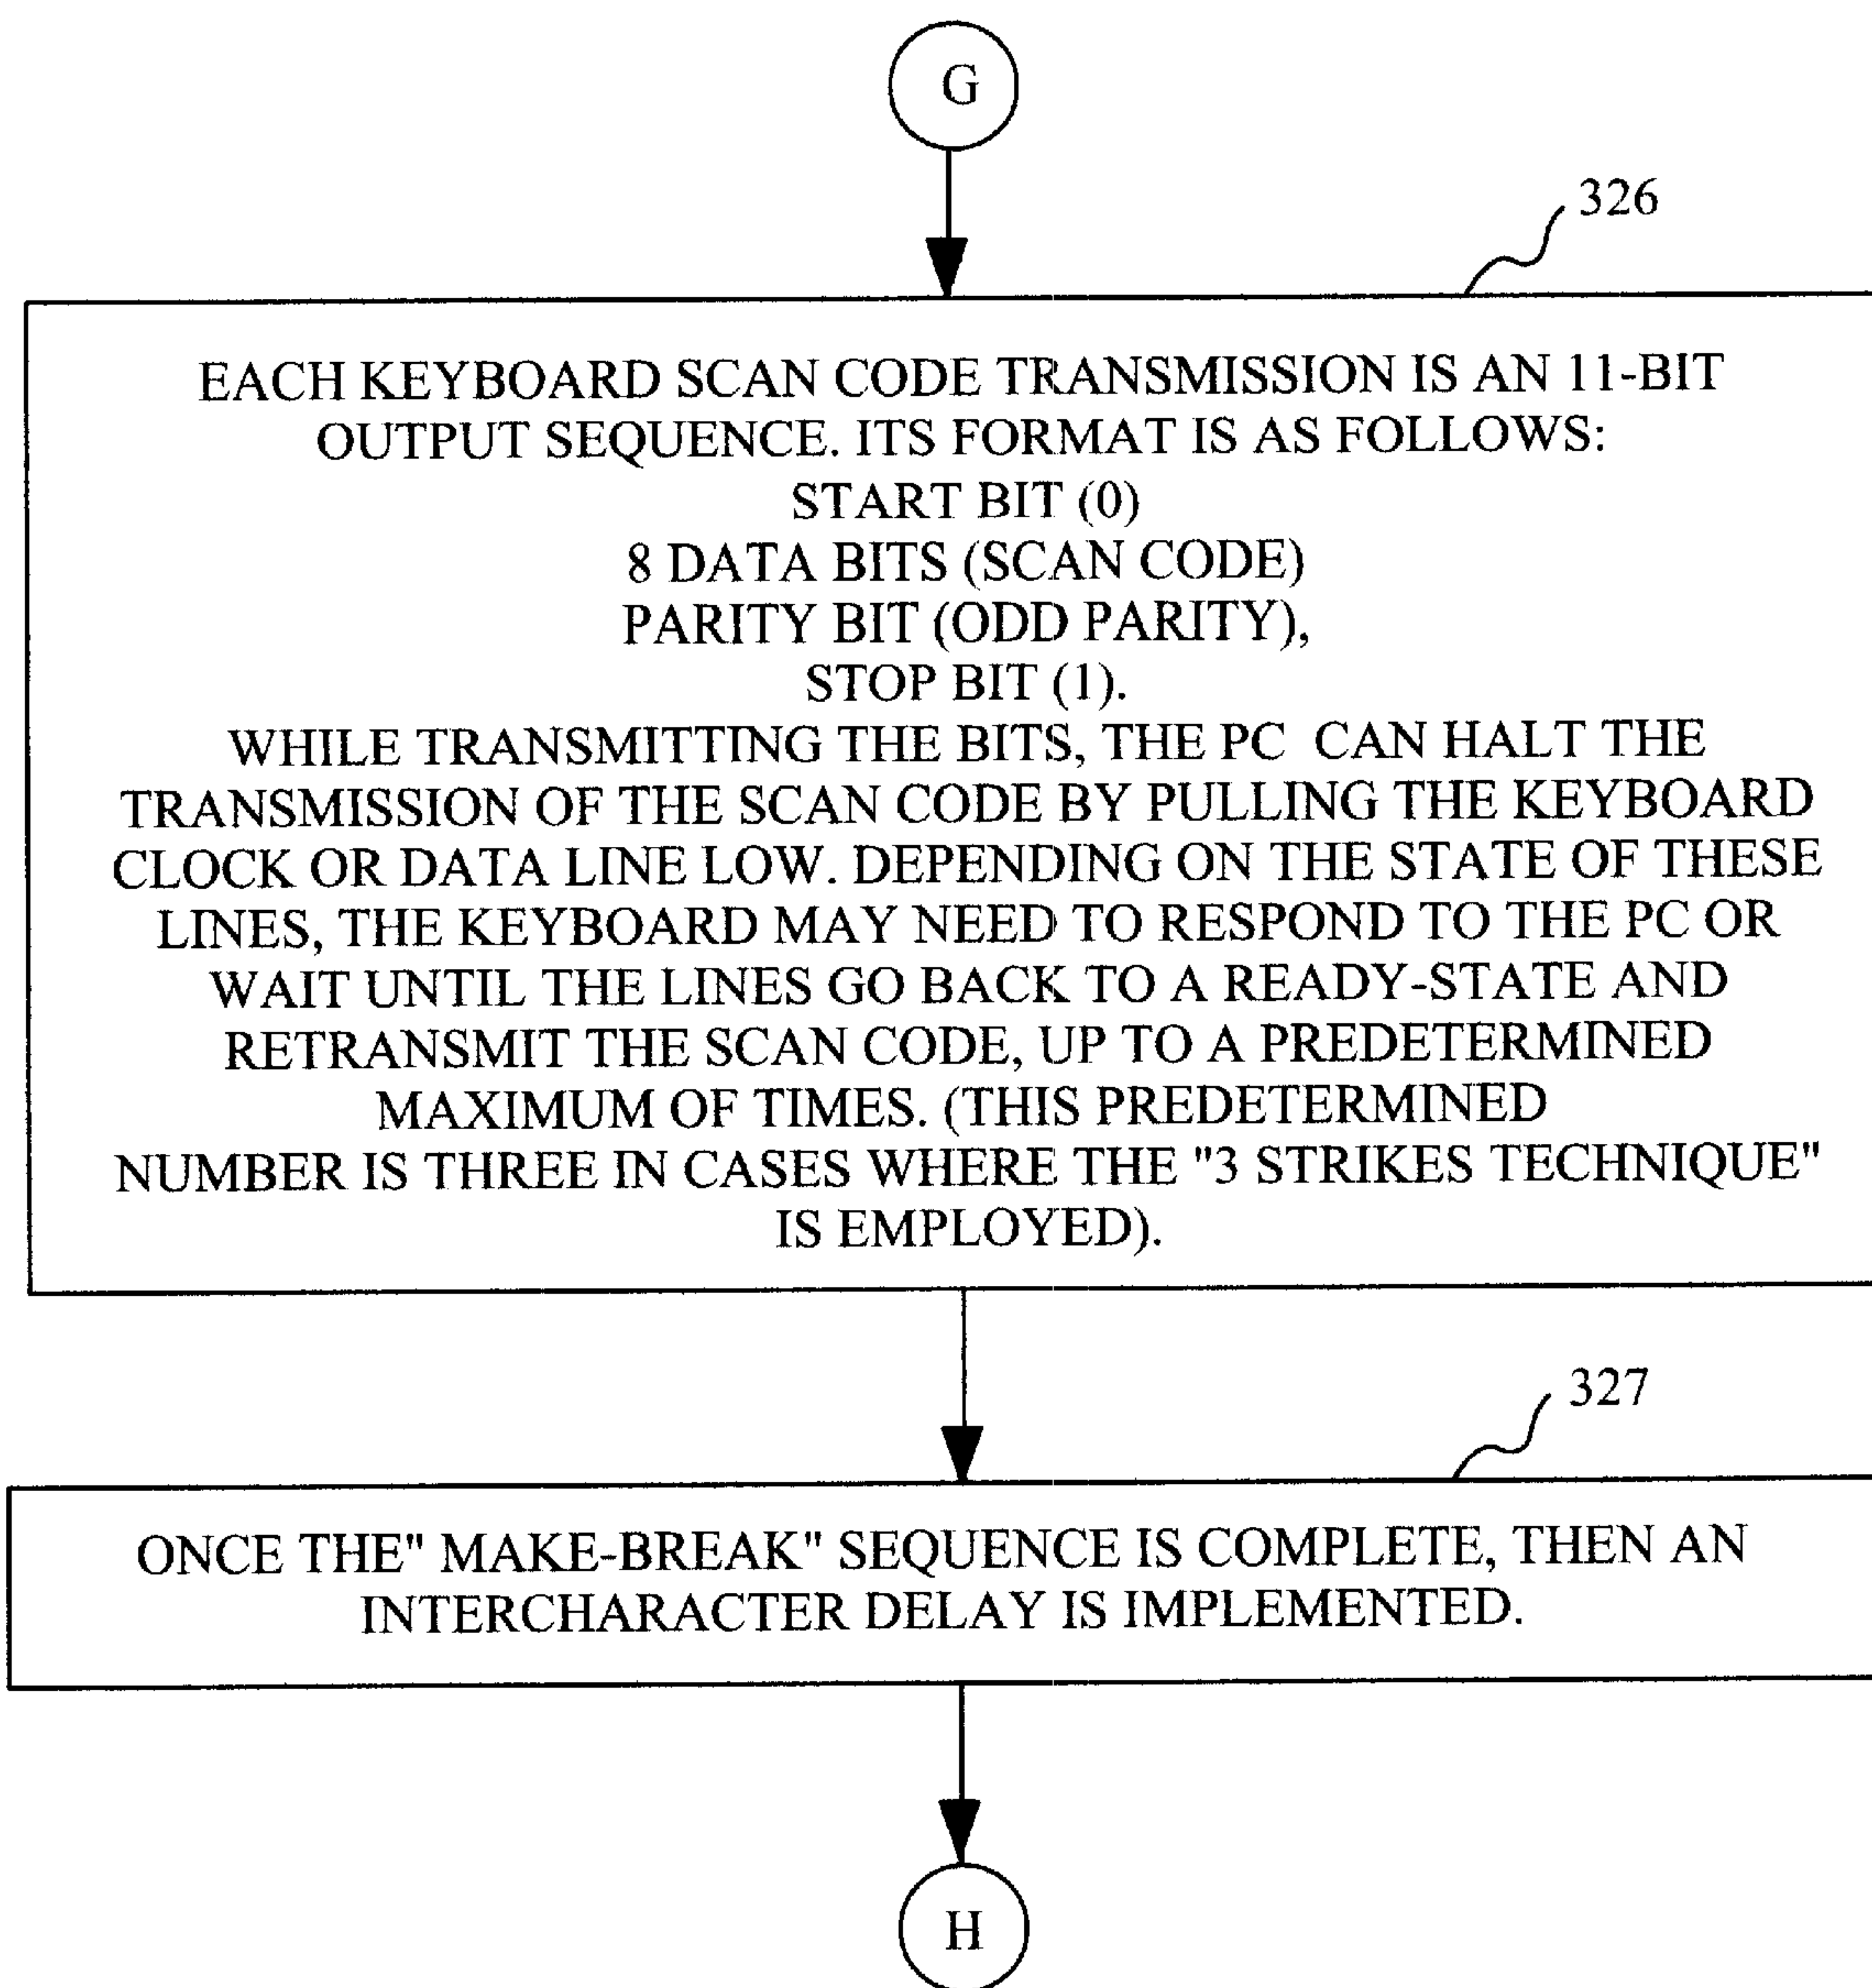 G
326
EACH KEYBOARD SCAN CODE TRANSMISSION IS AN 11-BIT
OUTPUT SEQUENCE. ITS FORMAT IS AS FOLLOWS:
START BIT (0)
8 DATA BITS (SCAN CODE)
PARITY BIT (ODD PARITY),
STOP BIT (1).
WHILE TRANSMITTING THE BITS, THE PC CAN HALT THE
TRANSMISSION OF THE SCAN CODE BY PULLING THE KEYBOARD
CLOCK OR DATA LINE LOW. DEPENDING ON THE STATE OF THESE
LINES, THE KEYBOARD MAY NEED TO RESPOND TO THE PC OR
WAIT UNTIL THE LINES GO BACK TO A READY-STATE AND
RETRANSMIT THE SCAN CODE, UP TO A PREDETERMINED
MAXIMUM OF TIMES. (THIS PREDETERMINED
NUMBER IS THREE IN CASES WHERE THE "3 STRIKES TECHNIQUE"
IS EMPLOYED).
327
ONCE THE" MAKE-BREAK" SEQUENCE IS COMPLETE, THEN AN
INTERCHARACTER DELAY IS IMPLEMENTED.
H